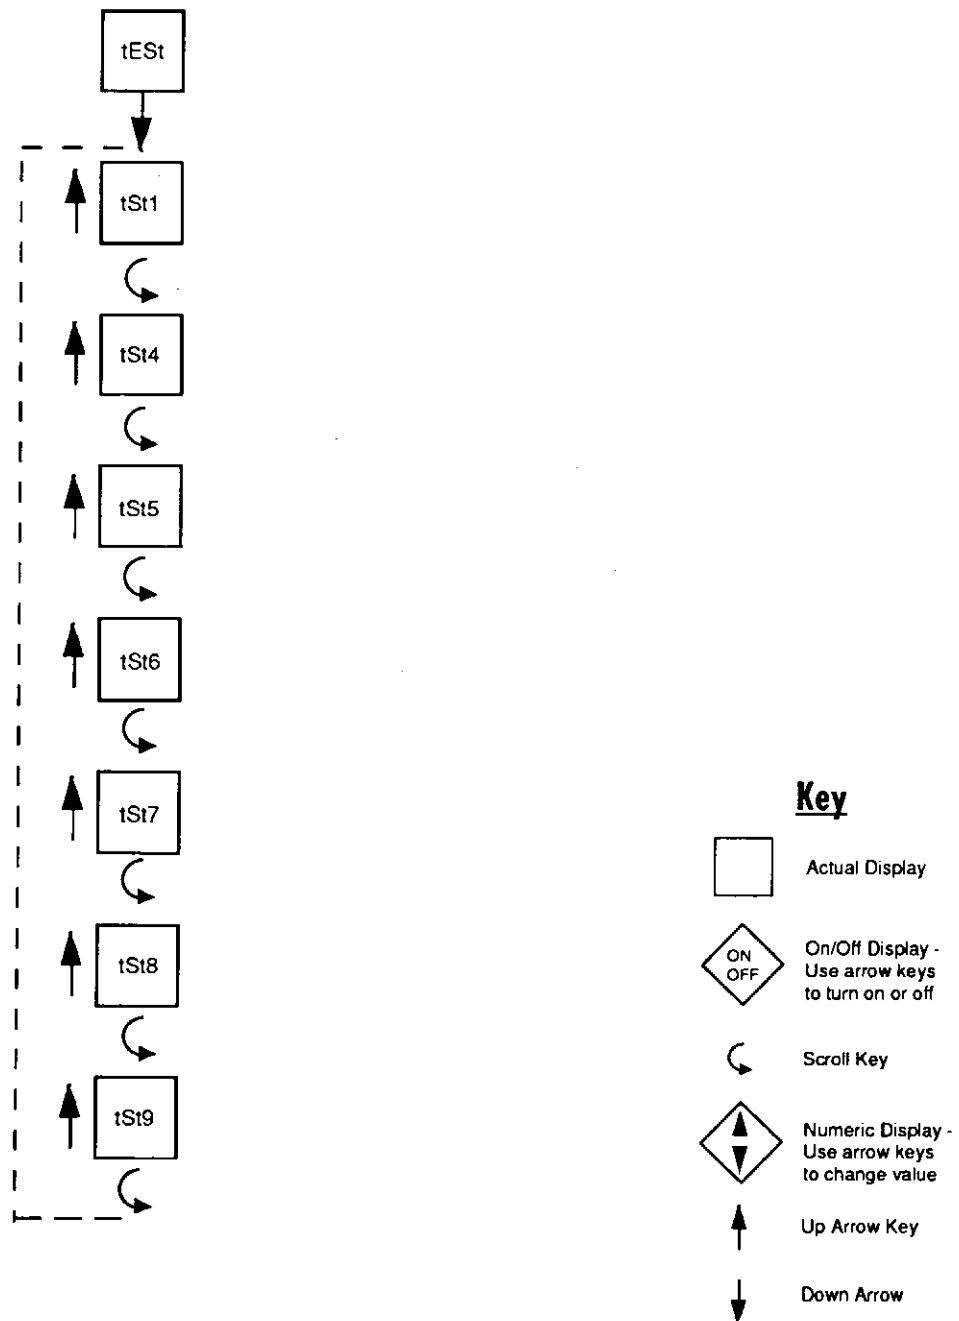 tESt
tSt1
tSt4
tSt5
tSt6
tSt7
tSt8
tSt9
Key
Actual Display
ON
OFF
On/Off Display -
Use arrow keys
to turn on or off
Scroll Key
Numeric Display -
Use arrow keys
to change value
Up Arrow Key
Down Arrow